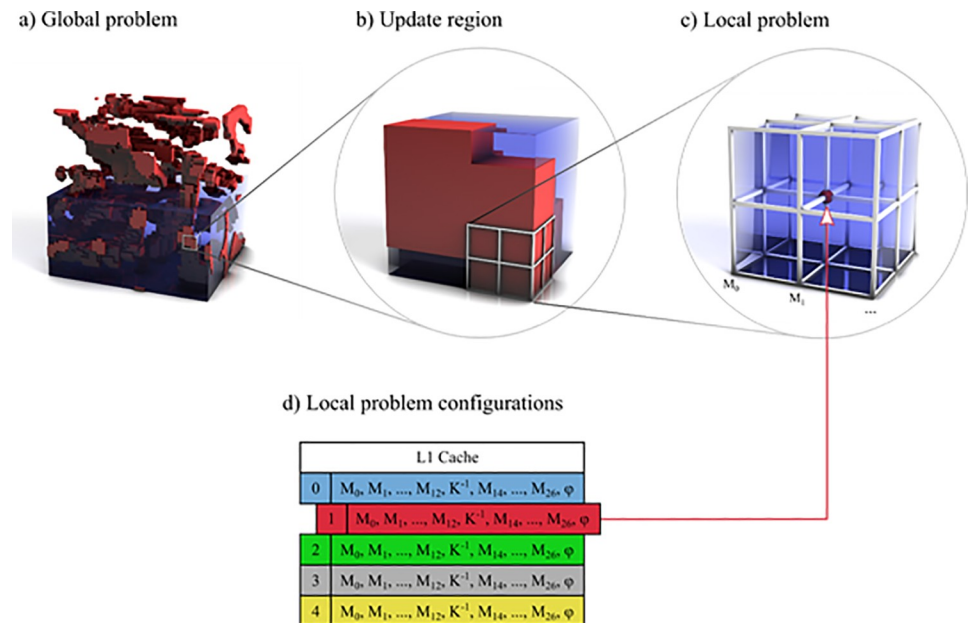 a) Global problem
b) Update region
c) Local problem
M₀
M₁
...
d) Local problem configurations
L1 Cache
0 M₀, M₁, ..., M₁₂, K⁻¹, M₁₄, ..., M₂₆, φ
1 M₀, M₁, ..., M₁₂, K⁻¹, M₁₄, ..., M₂₆, φ
2 M₀, M₁, ..., M₁₂, K⁻¹, M₁₄, ..., M₂₆, φ
3 M₀, M₁, ..., M₁₂, K⁻¹, M₁₄, ..., M₂₆, φ
4 M₀, M₁, ..., M₁₂, K⁻¹, M₁₄, ..., M₂₆, φ